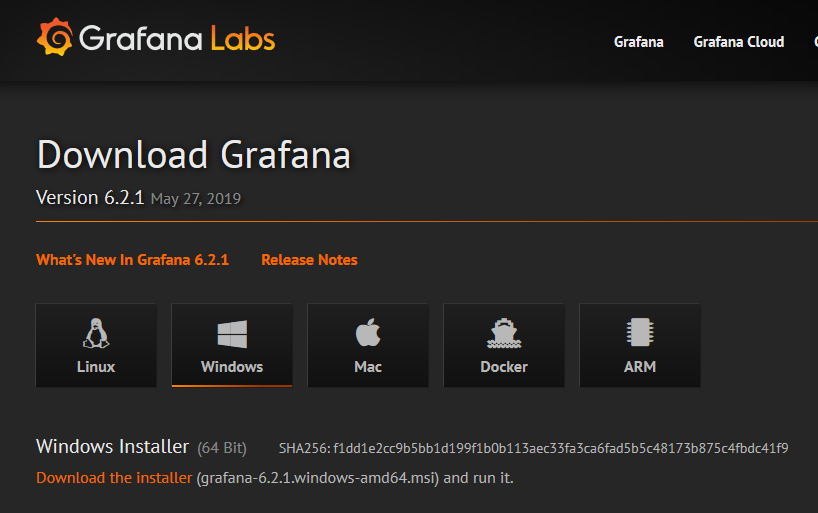 Grafana Labs
Grafana Grafana Cloud
Download Grafana
Version 6.2.1 May 27, 2019
What's New In Grafana 6.2.1 Release Notes
Linux Windows Mac Docker ARM
Windows Installer (64 Bit) SHA256: f1dd1e2cc9b5bb1d199f1b0b113aec33fa3ca6fad5b5c48173b875c4fbdc41f9
Download the installer (grafana-6.2.1.windows-amd64.msi) and run it.